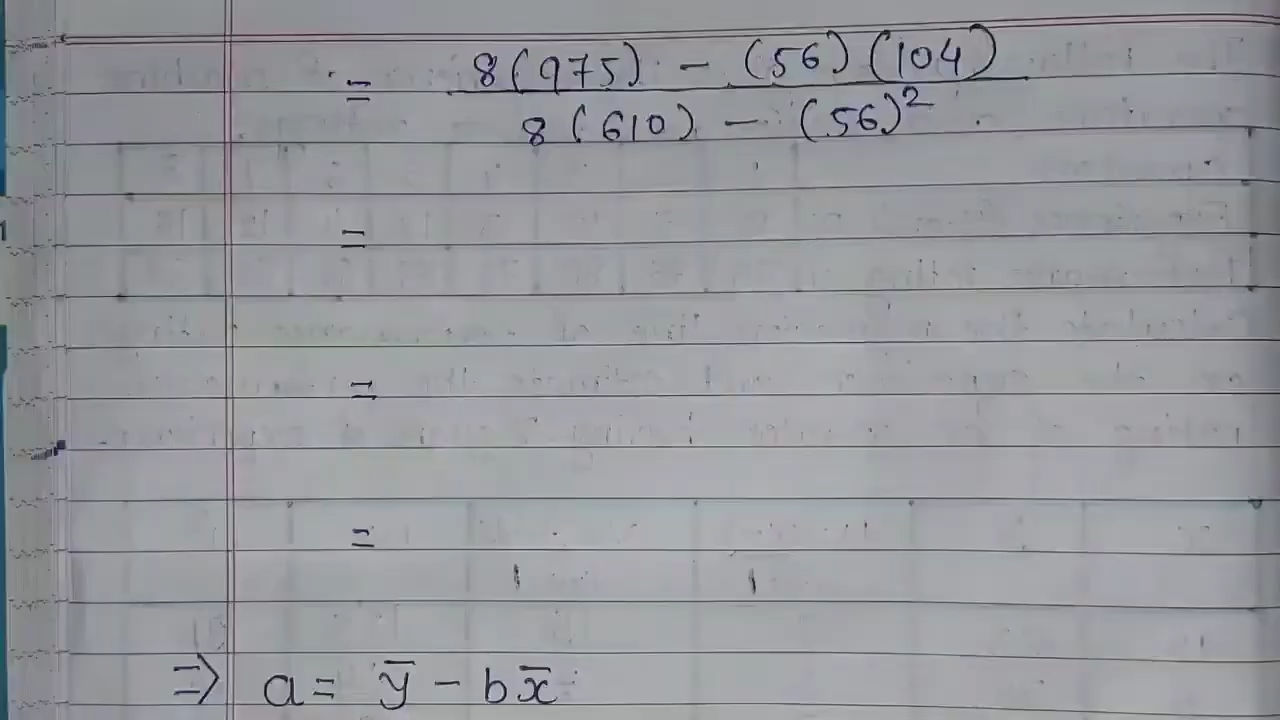 = 8(975) - (56)(104)
8(610) - (56)²
=
=
=
⇒ a = ȳ - bx̄